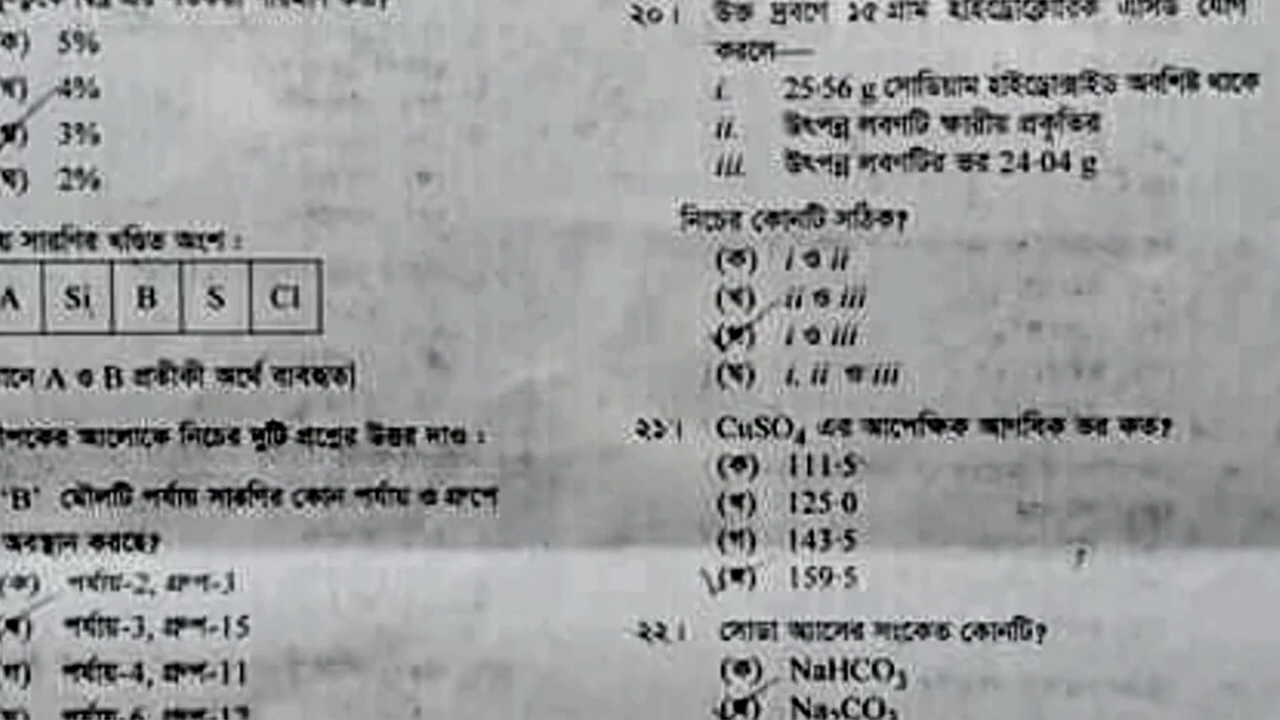 ক) 5%
খ) 4%
গ) 3%
ঘ) 2%
সারণির খণ্ডিত অংশ :
A Si B S Cl
A ও B প্রতীকী অর্থে ব্যবহৃত
আলোকে নিচের দুটি প্রশ্নের উত্তর দাও :
'B' মৌলটি পর্যায় সারণির কোন পর্যায় ও গ্রুপে
অবস্থান করছে?
(ক) পর্যায়-2, গ্রুপ-1
(খ) পর্যায়-3, গ্রুপ-15
গ) পর্যায়-4, গ্রুপ-11
পর্যায়-6, গ্রুপ-
২০। উক্ত দ্রবণে ১৫ গ্রাম হাইড্রোক্লোরিক এসিড যোগ
করলে—
i. 25·56 g সোডিয়াম হাইড্রোক্সাইড অবশিষ্ট থাকে
ii. উৎপন্ন লবণটি ক্ষারীয় প্রকৃতির
iii. উৎপন্ন লবণটির ভর 24·04 g
নিচের কোনটি সঠিক?
(ক) i ও ii
(খ) ii ও iii
(গ) i ও iii
(ঘ) i, ii ও iii
২১। CuSO₄ এর আপেক্ষিক আণবিক ভর কত?
(ক) 111·5
(খ) 125·0
(গ) 143·5
(ঘ) 159·5
২২। সোডা অ্যাসের সংকেত কোনটি?
(ক) NaHCO₃
(খ) Na₂CO₃